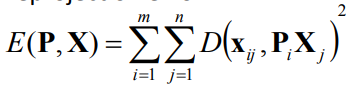 E(P, X) = ∑_{i=1}^{m} ∑_{j=1}^{n} D(x_{ij}, P_i X_j)^2